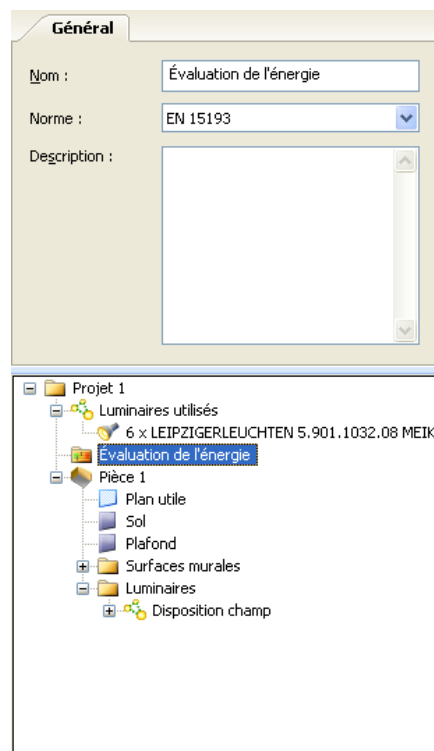 Général
Nom :
Évaluation de l'énergie
Norme :
EN 15193
Description :
Projet 1
Luminaires utilisés
6 x LEIPZIGERLEUCHTEN 5.901.1032.08 MEIK
Évaluation de l'énergie
Pièce 1
Plan utile
Sol
Plafond
Surfaces murales
Luminaires
Disposition champ